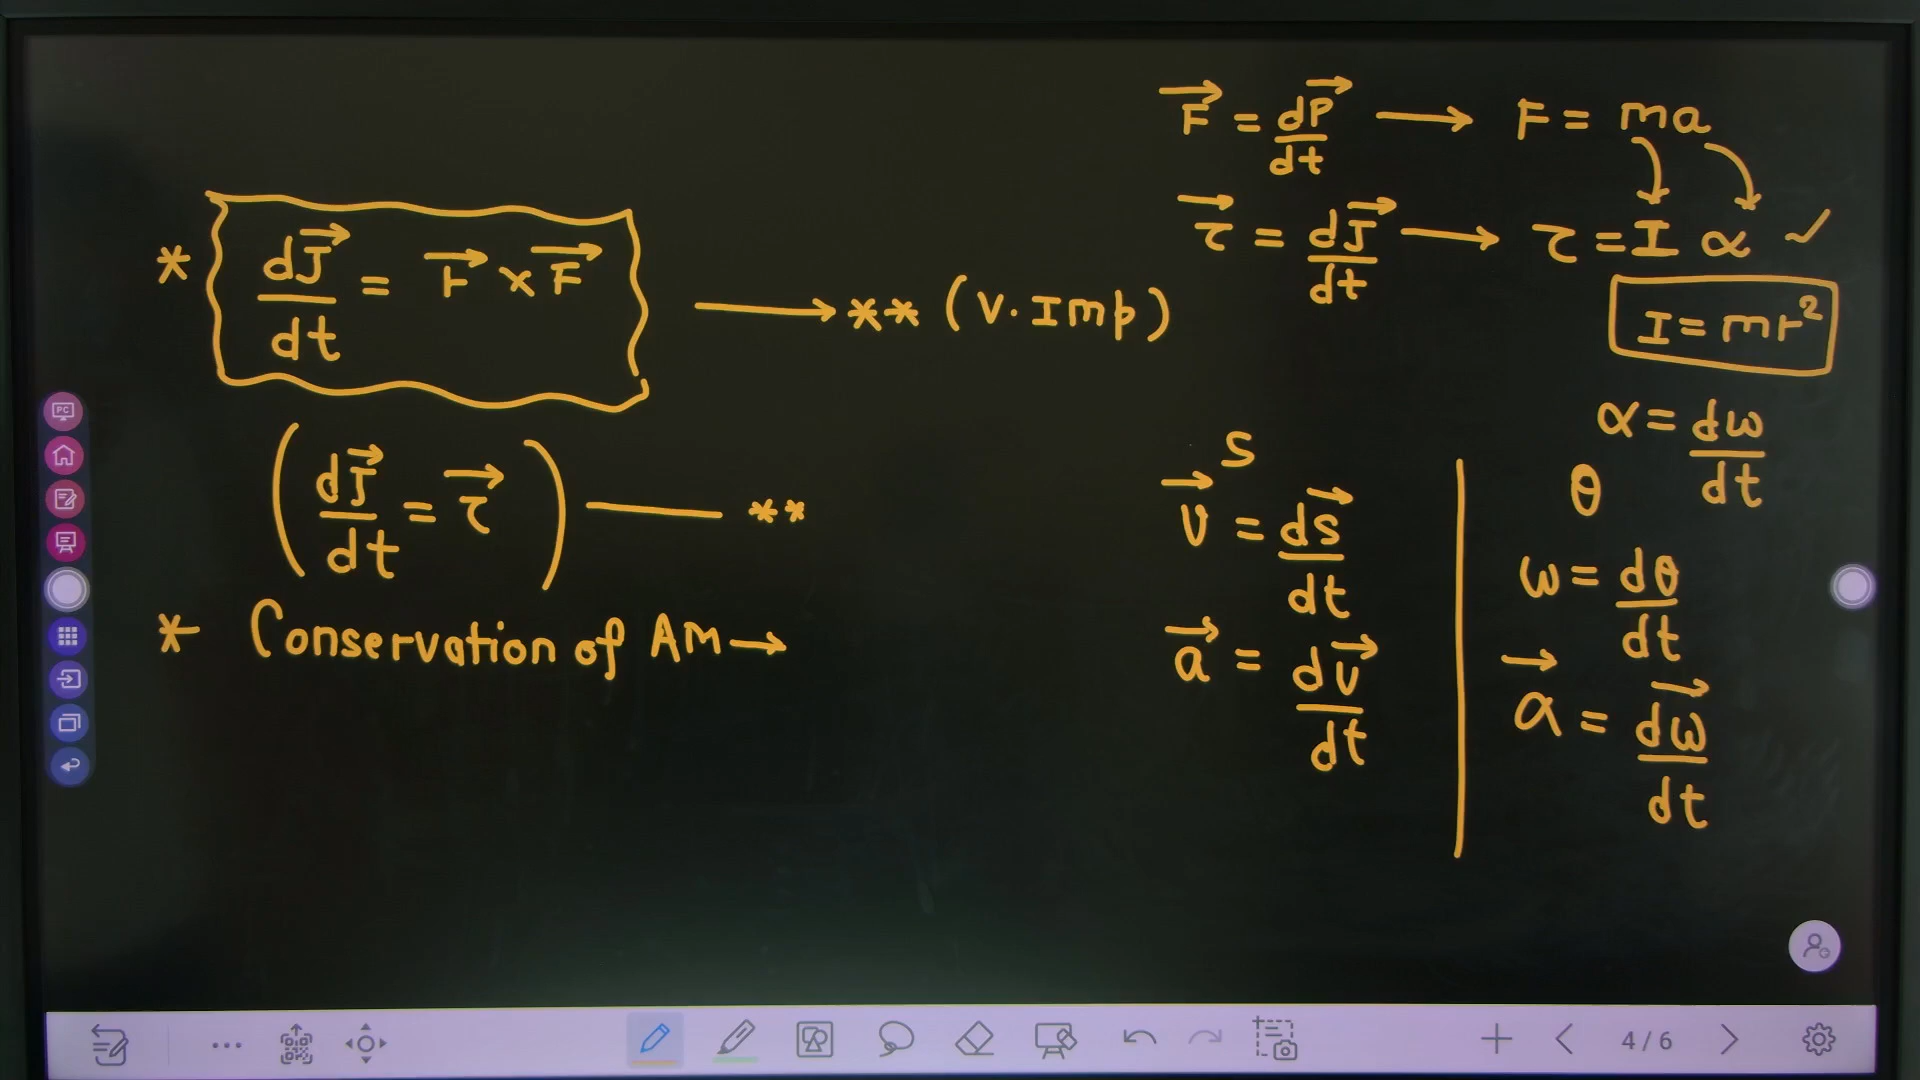 * dJ⃗/dt = r⃗ × F⃗ ⟶ ** (V. Imp)
(dJ⃗/dt = τ⃗) — **
* Conservation of AM →
F⃗ = dP⃗/dt ⟶ F = ma
τ⃗ = dJ⃗/dt ⟶ τ = I α ✓
I = mr²
α = dω/dt
S
v⃗ = ds⃗/dt
a⃗ = dv⃗/dt
θ
ω = dθ/dt
α⃗ = dω⃗/dt
PC
4/6